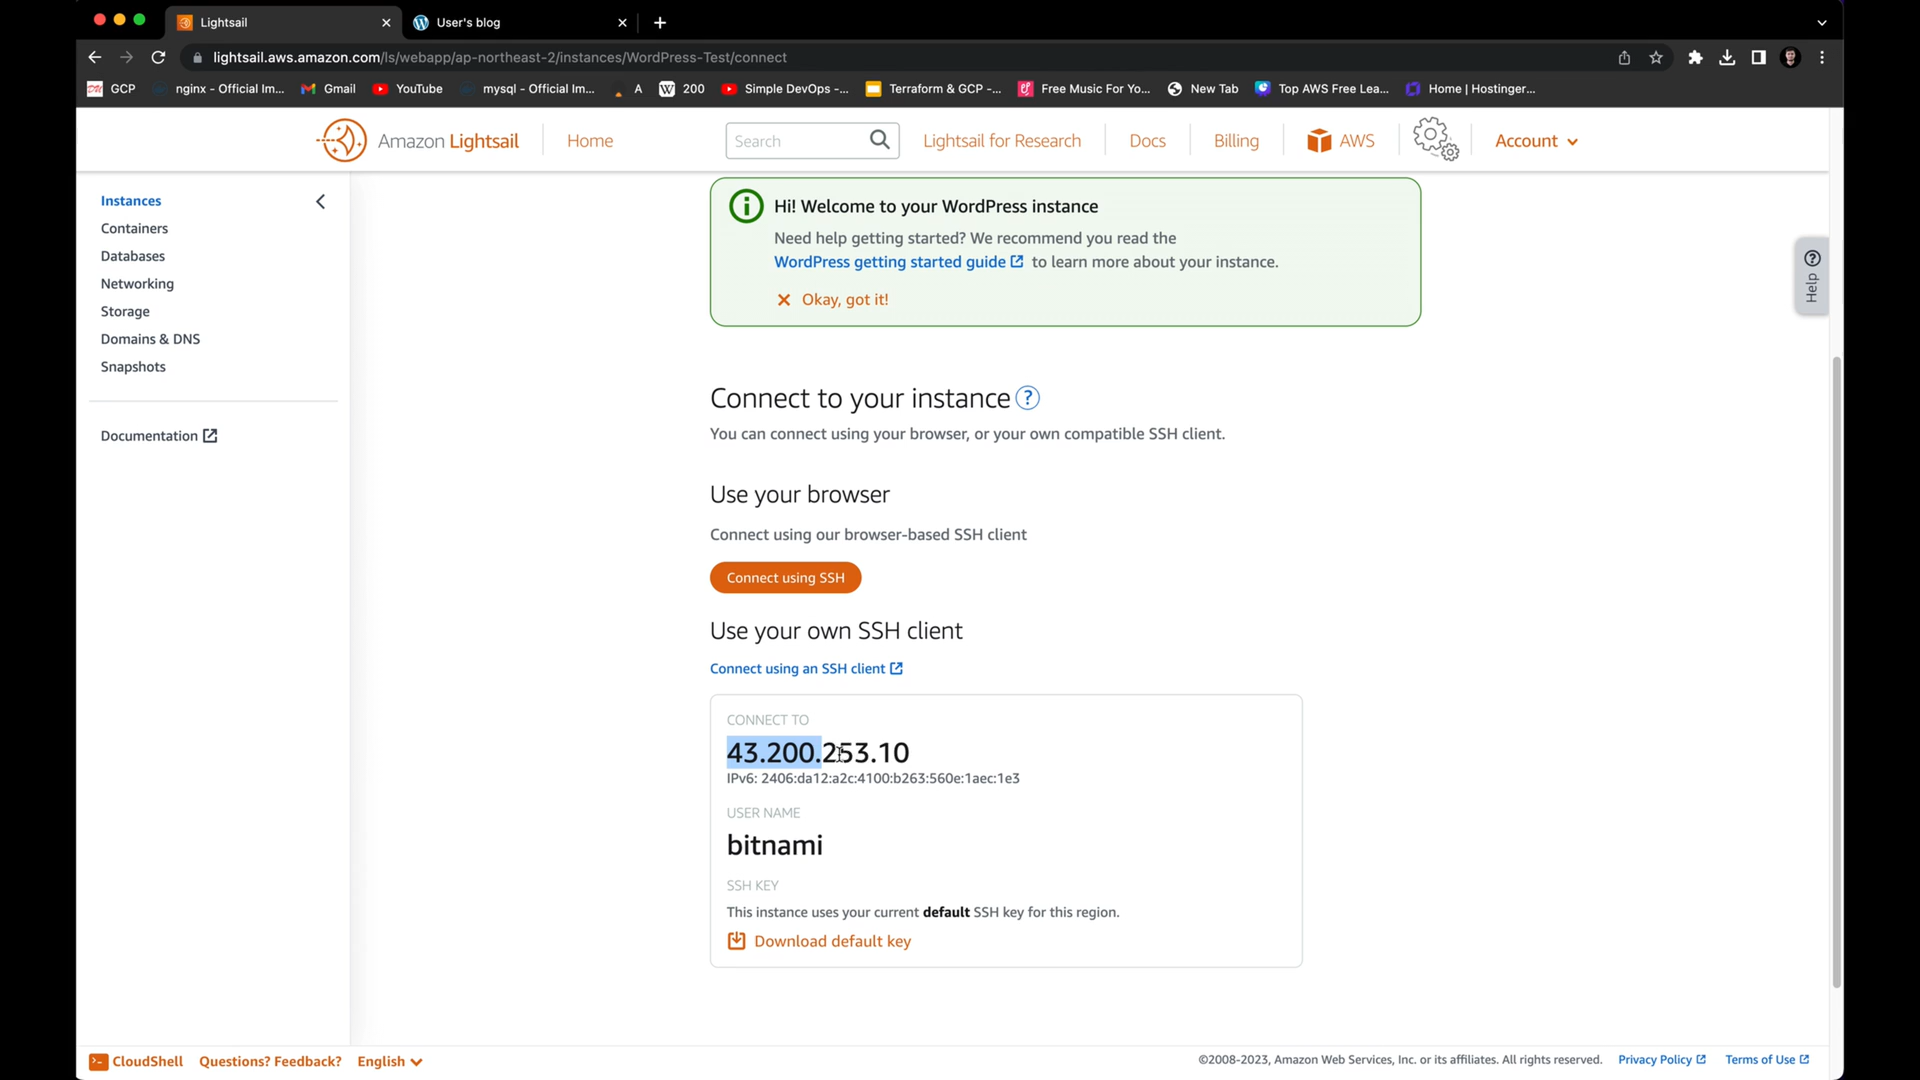 Lightsail
User's blog
lightsail.aws.amazon.com/ls/webapp/ap-northeast-2/instances/WordPress-Test/connect
GCP nginx - Official Im... Gmail YouTube mysql - Official Im... A 200 Simple DevOps -... Terraform & GCP -... Free Music For Yo... New Tab Top AWS Free Lea... Home | Hostinger...
Amazon Lightsail Home Search Lightsail for Research Docs Billing AWS Account
Instances
Containers
Databases
Networking
Storage
Domains & DNS
Snapshots
Documentation
Hi! Welcome to your WordPress instance
Need help getting started? We recommend you read the
WordPress getting started guide to learn more about your instance.
Okay, got it!
Help
Connect to your instance ?
You can connect using your browser, or your own compatible SSH client.
Use your browser
Connect using our browser-based SSH client
Connect using SSH
Use your own SSH client
Connect using an SSH client
CONNECT TO
43.200.253.10
IPv6: 2406:da12:a2c:4100:b263:560e:1aec:1e3
USER NAME
bitnami
SSH KEY
This instance uses your current default SSH key for this region.
Download default key
CloudShell Questions? Feedback? English
©2008-2023, Amazon Web Services, Inc. or its affiliates. All rights reserved. Privacy Policy Terms of Use